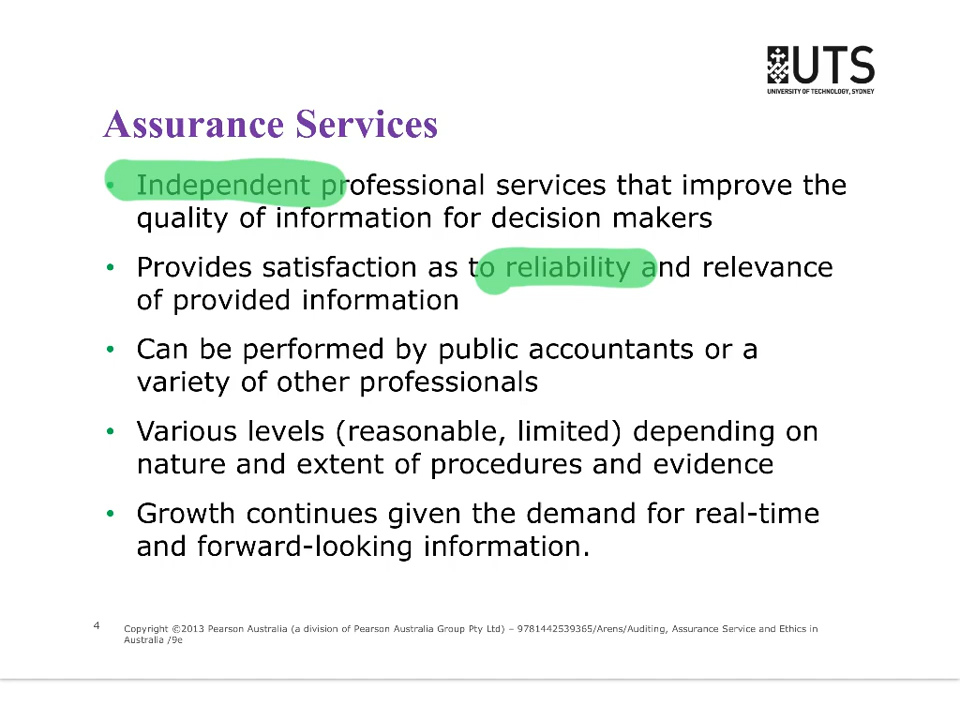 UTS
UNIVERSITY OF TECHNOLOGY, SYDNEY
Assurance Services
• Independent professional services that improve the
quality of information for decision makers
• Provides satisfaction as to reliability and relevance
of provided information
• Can be performed by public accountants or a
variety of other professionals
• Various levels (reasonable, limited) depending on
nature and extent of procedures and evidence
• Growth continues given the demand for real-time
and forward-looking information.
4
Copyright ©2013 Pearson Australia (a division of Pearson Australia Group Pty Ltd) – 9781442539365/Arens/Auditing, Assurance Service and Ethics in
Australia /9e